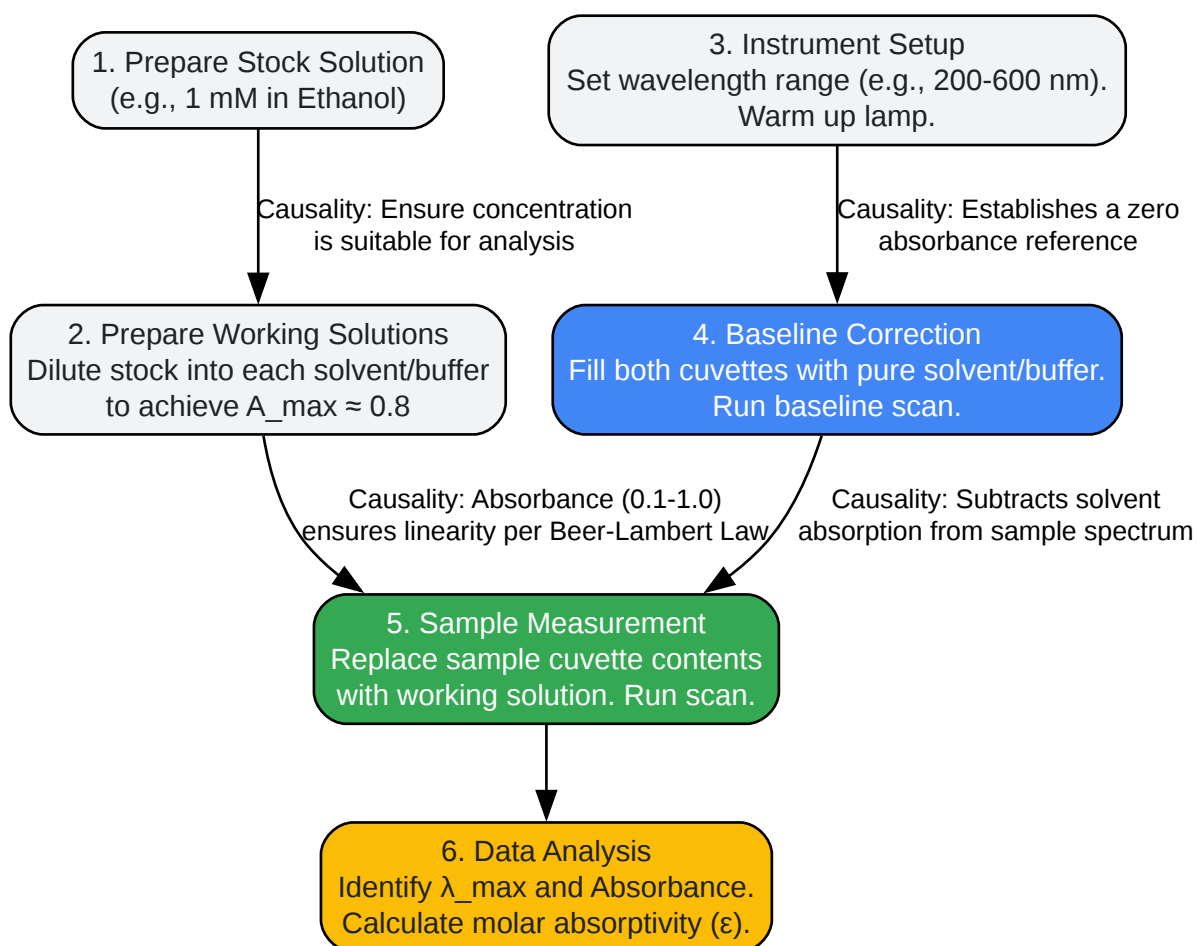 1. Prepare Stock Solution
(e.g., 1 mM in Ethanol)
3. Instrument Setup
Set wavelength range (e.g., 200-600 nm).
Warm up lamp.
Causality: Ensure concentration
is suitable for analysis
Causality: Establishes a zero
absorbance reference
2. Prepare Working Solutions
Dilute stock into each solvent/buffer
to achieve A_max ≈ 0.8
4. Baseline Correction
Fill both cuvettes with pure solvent/buffer.
Run baseline scan.
Causality: Absorbance (0.1-1.0)
ensures linearity per Beer-Lambert Law
Causality: Subtracts solvent
absorption from sample spectrum
5. Sample Measurement
Replace sample cuvette contents
with working solution. Run scan.
6. Data Analysis
Identify λ_max and Absorbance.
Calculate molar absorptivity (ε).